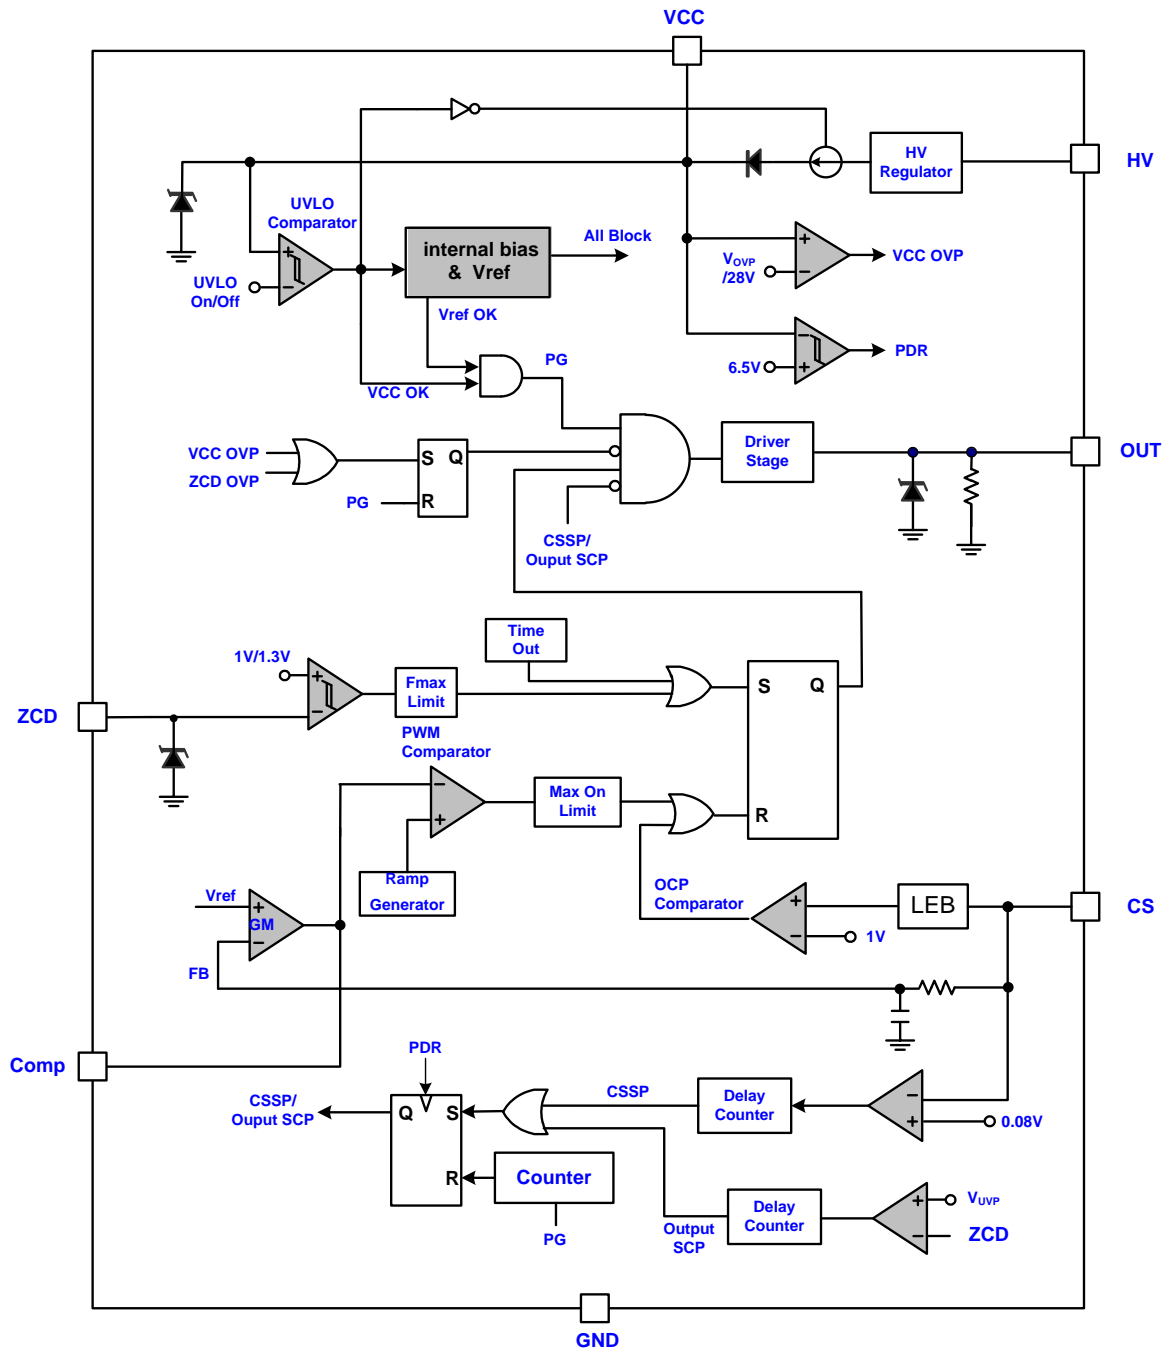 VCC
HV
Regulator
HV
UVLO
Comparator
+
−
UVLO
On/Off
internal bias
& Vref
All Block
Vref OK
VCC OK
PG
+
−
VOVP
/28V
VCC OVP
−
+
6.5V
PDR
VCC OVP
ZCD OVP
S
Q
R
PG
CSSP/
Ouput SCP
Driver
Stage
OUT
Time
Out
1V/1.3V
+
−
Fmax
Limit
S
Q
R
ZCD
PWM
Comparator
−
+
Max On
Limit
Ramp
Generator
Vref
+
GM
−
FB
OCP
Comparator
+
−
1V
LEB
CS
Comp
PDR
CSSP/
Ouput SCP
Q
S
R
CSSP
Delay
Counter
−
+
0.08V
Counter
PG
Output
SCP
Delay
Counter
+
−
VUVP
ZCD
GND